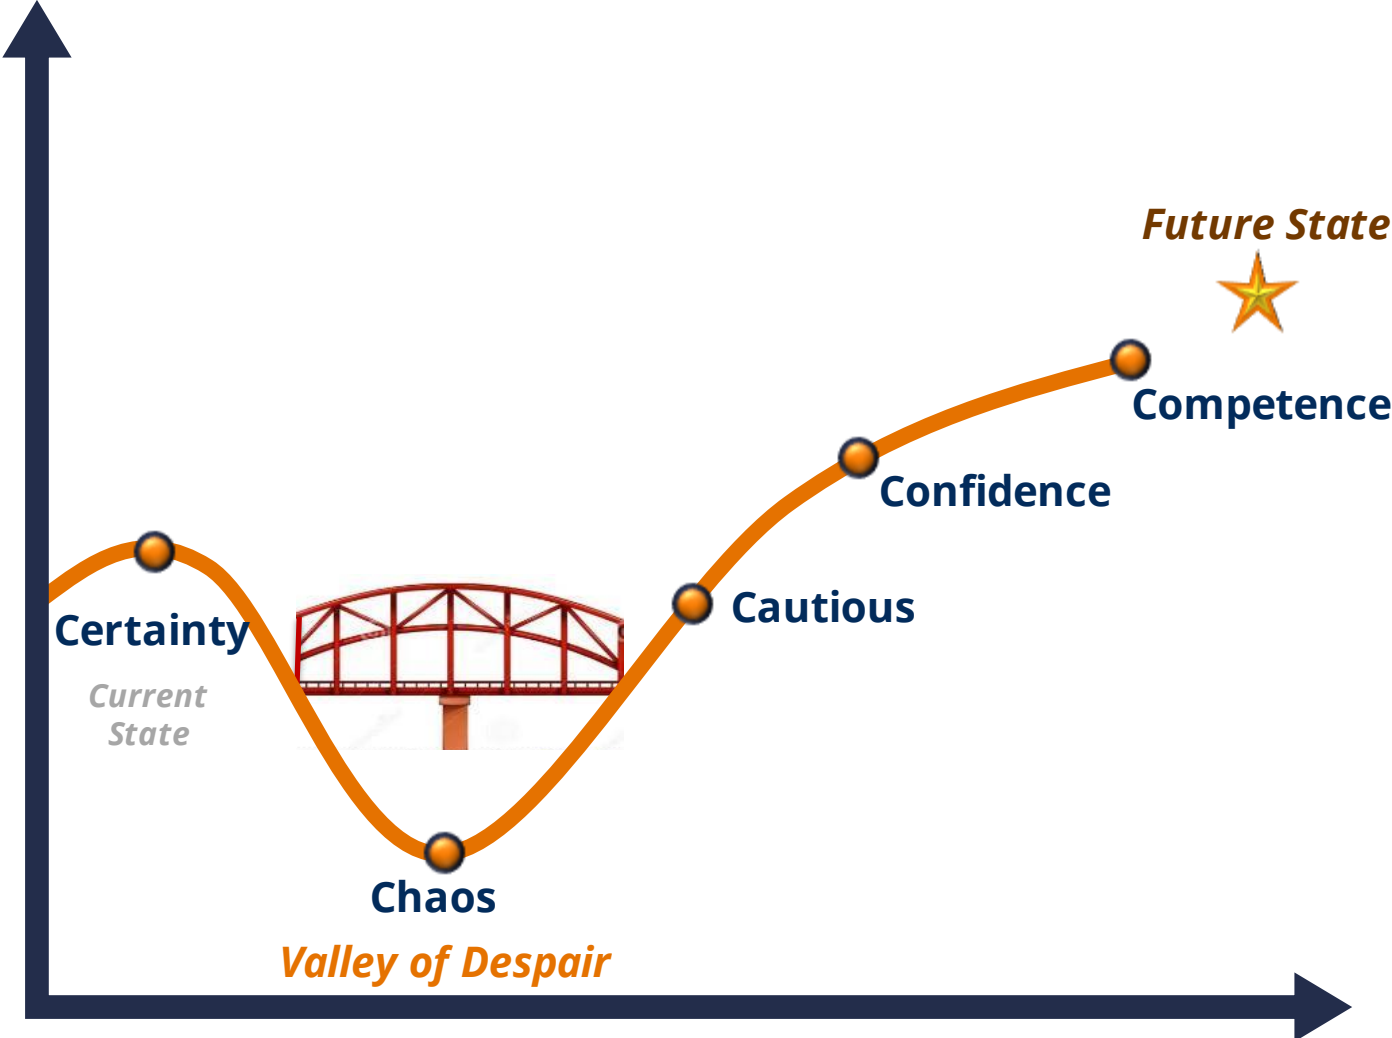 Future State
Competence
Confidence
Cautious
Certainty
Current
State
Chaos
Valley of Despair